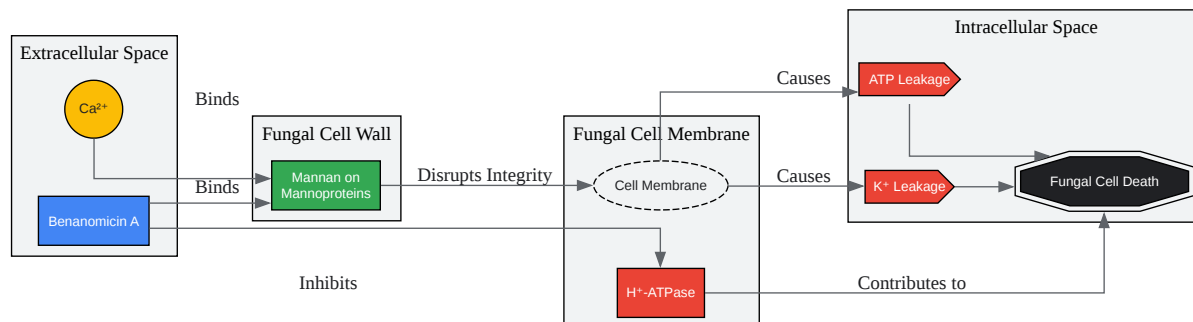 Extracellular Space
Ca²⁺
Benanomicin A
Binds
Binds
Inhibits
Fungal Cell Wall
Mannan on
Mannoproteins
Disrupts Integrity
Fungal Cell Membrane
Cell Membrane
H⁺-ATPase
Causes
Causes
Contributes to
Intracellular Space
ATP Leakage
K⁺ Leakage
Fungal Cell Death